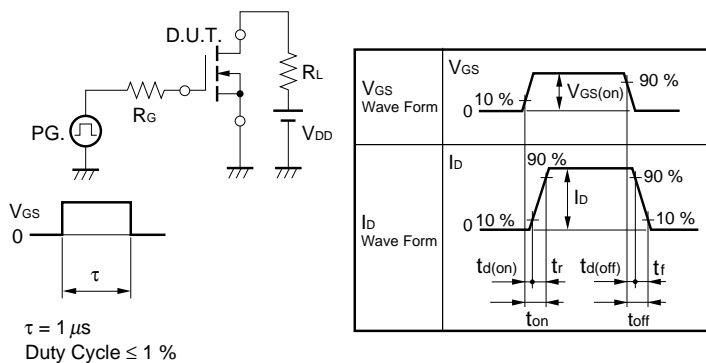 D.U.T.
RL
RG
PG.
VDD
VGS
0
τ
τ = 1 μs
Duty Cycle ≤ 1 %
VGS
Wave Form
VGS
10 %
0
VGS(on)
90 %
ID
Wave Form
ID
90 %
90 %
ID
0 10 %
10 %
td(on) tr td(off) tf
ton toff